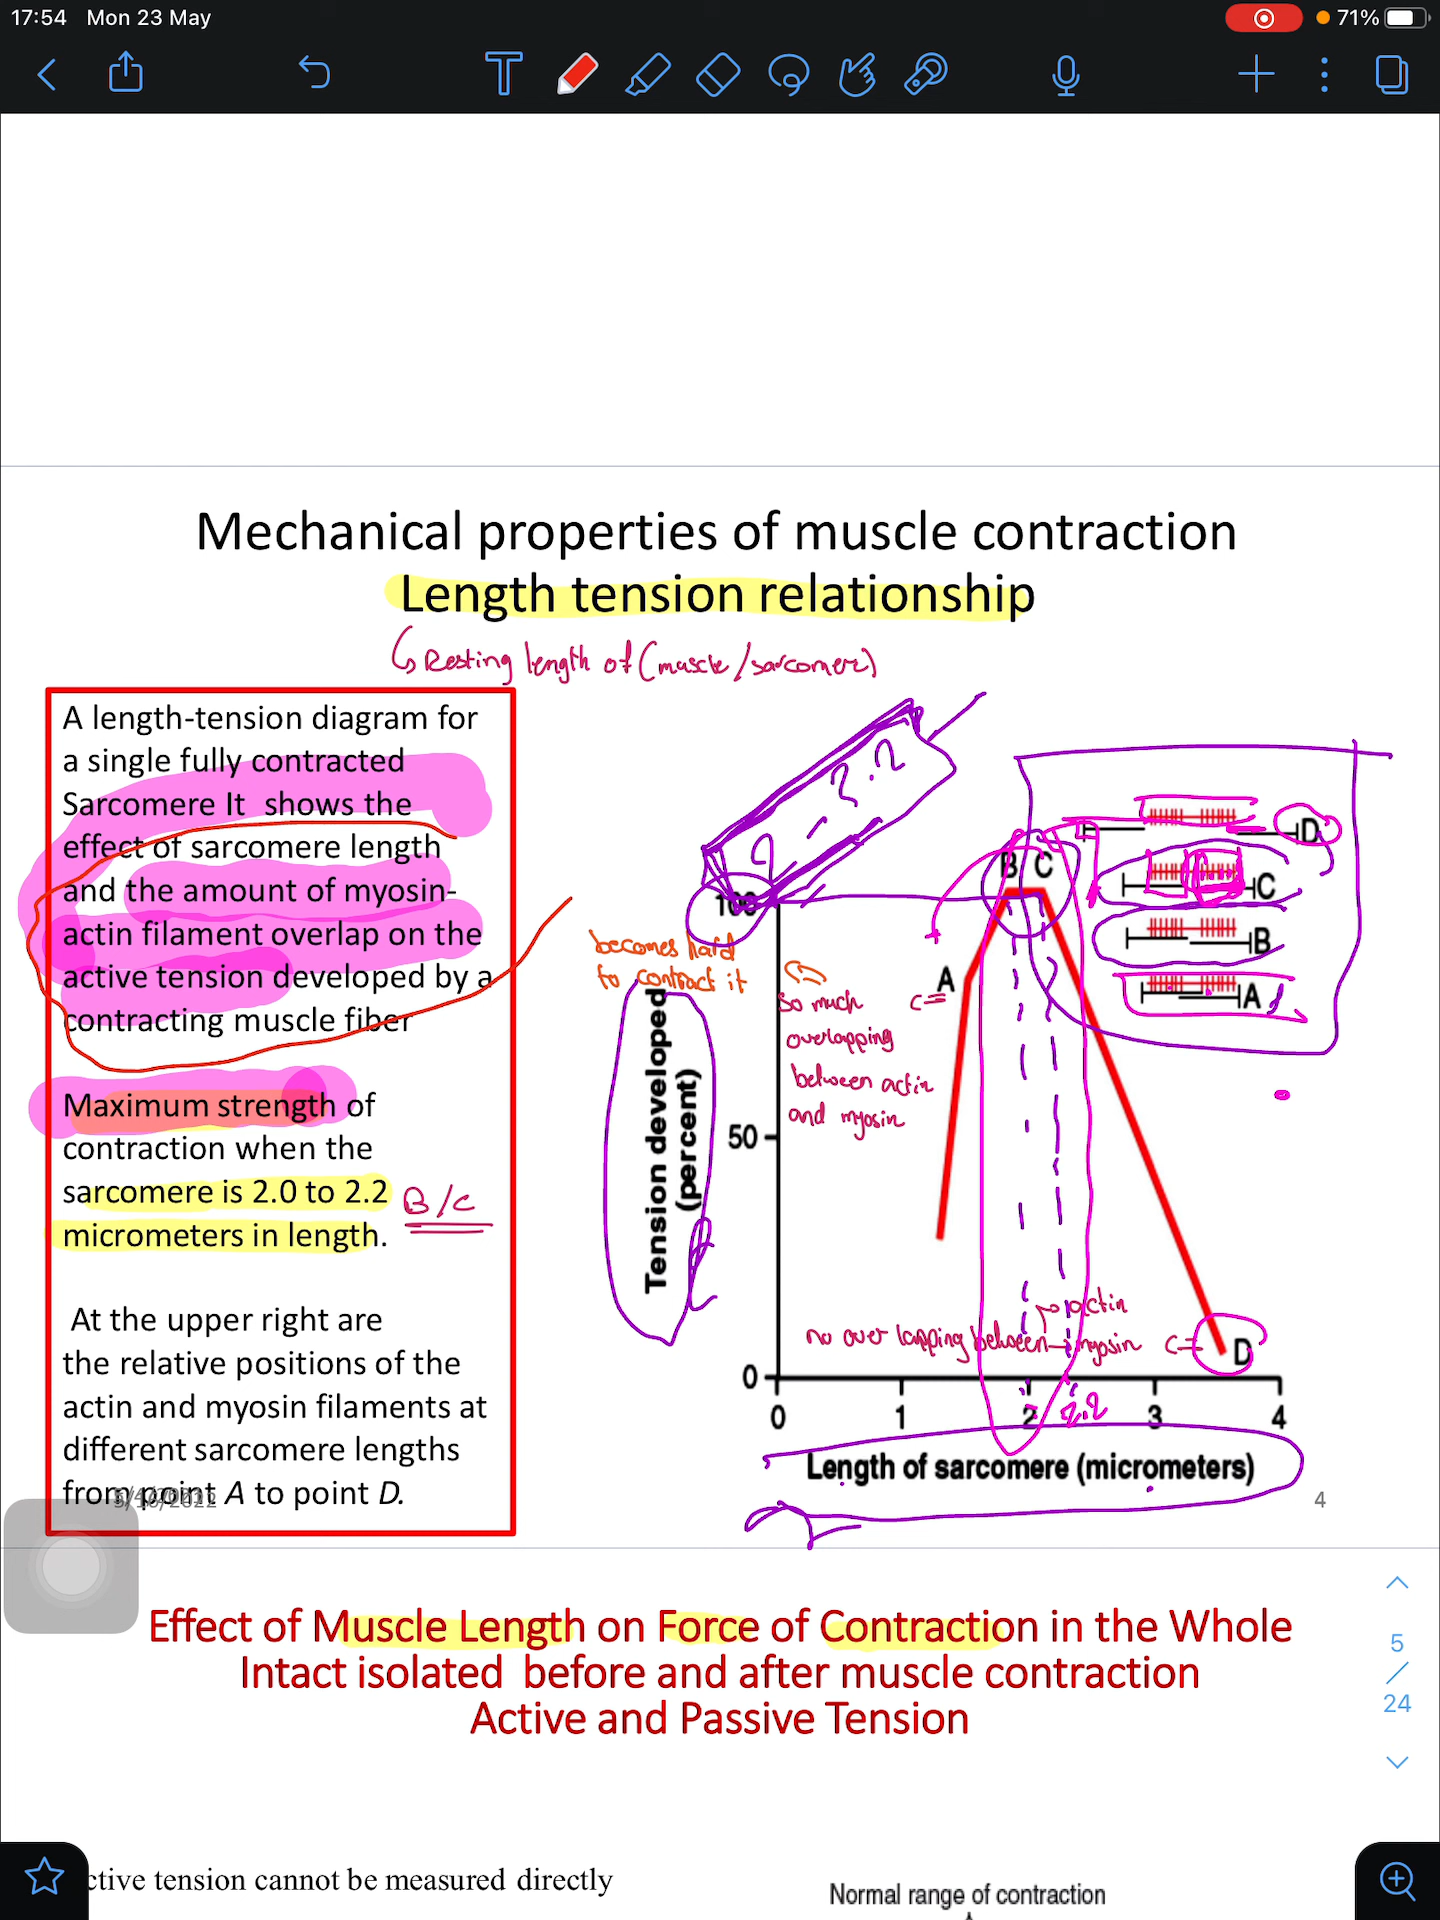 17:54 Mon 23 May
71%
Mechanical properties of muscle contraction
Length tension relationship
Resting length of (muscle/sarcomere)
A length-tension diagram for
a single fully contracted
Sarcomere It shows the
effect of sarcomere length
and the amount of myosin-
actin filament overlap on the
active tension developed by a
contracting muscle fiber
Maximum strength of
contraction when the
sarcomere is 2.0 to 2.2
micrometers in length.
B/C
At the upper right are
the relative positions of the
actin and myosin filaments at
different sarcomere lengths
from point A to point D.
5/16/2022
2
2.2
100
becomes hard
to contract it
so much
overlapping
between actin
and myosin
Tension developed
(percent)
50
0
A
B C
D
D
C
B
A
actin
no over lapping between myosin
0 1 2 3 4
2.2
Length of sarcomere (micrometers)
4
Effect of Muscle Length on Force of Contraction in the Whole
Intact isolated before and after muscle contraction
Active and Passive Tension
5
/
24
ctive tension cannot be measured directly
Normal range of contraction